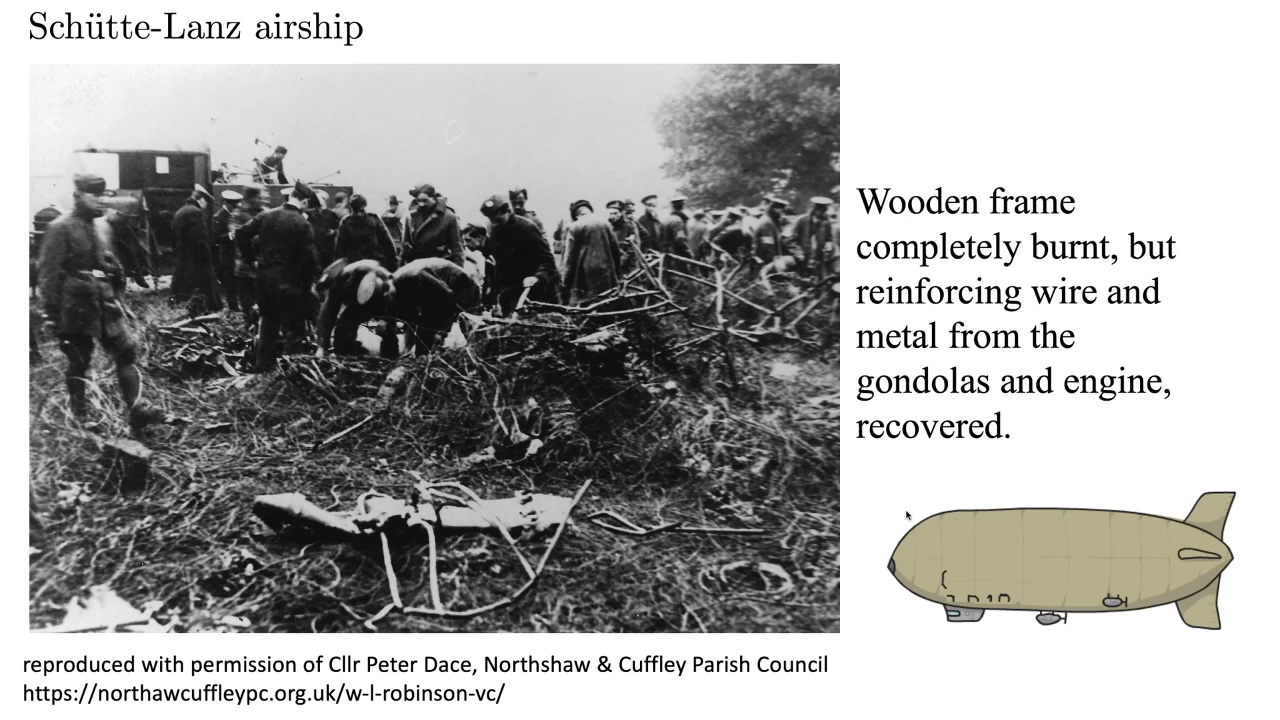 Schütte-Lanz airship
Wooden frame
completely burnt, but
reinforcing wire and
metal from the
gondolas and engine,
recovered.
reproduced with permission of Cllr Peter Dace, Northshaw & Cuffley Parish Council
https://northawcuffleypc.org.uk/w-l-robinson-vc/